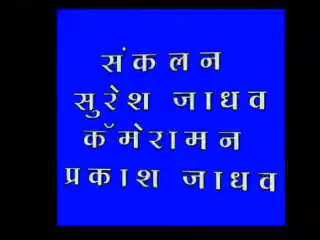 संकलन
सुरेश जाधव
कॅमेरामन
प्रकाश जाधव